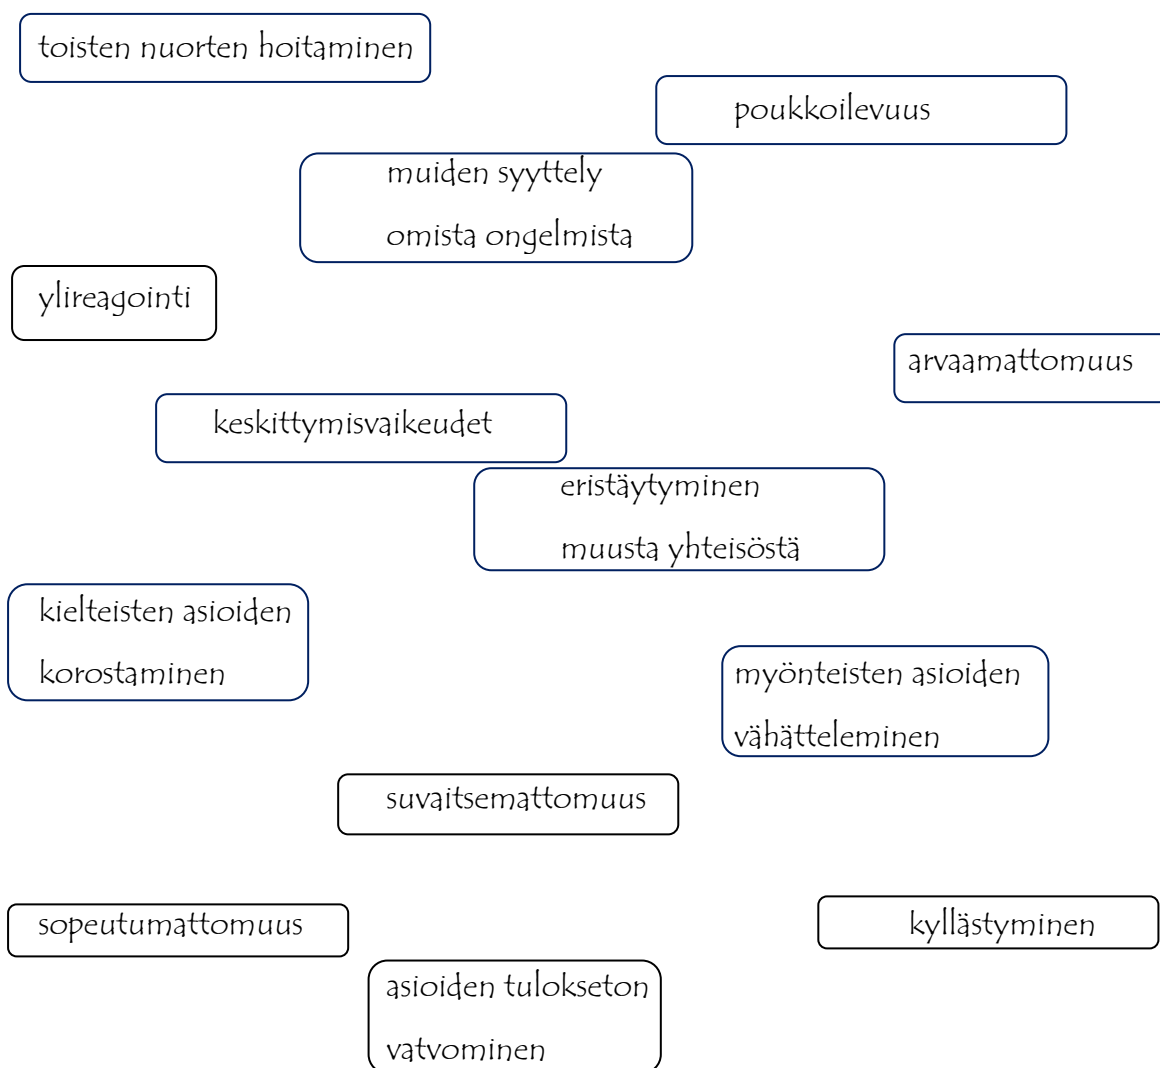 toisten nuorten hoitaminen
poukkoilevuus
muiden syyttely
omista ongelmista
ylireagointi
arvaamattomuus
keskittymisvaikeudet
eristäytyminen
muusta yhteisöstä
kielteisten asioiden
korostaminen
myönteisten asioiden
vähätteleminen
suvaitsemattomuus
sopeutumattomuus
kyllästyminen
asioiden tulokseton
vatvominen